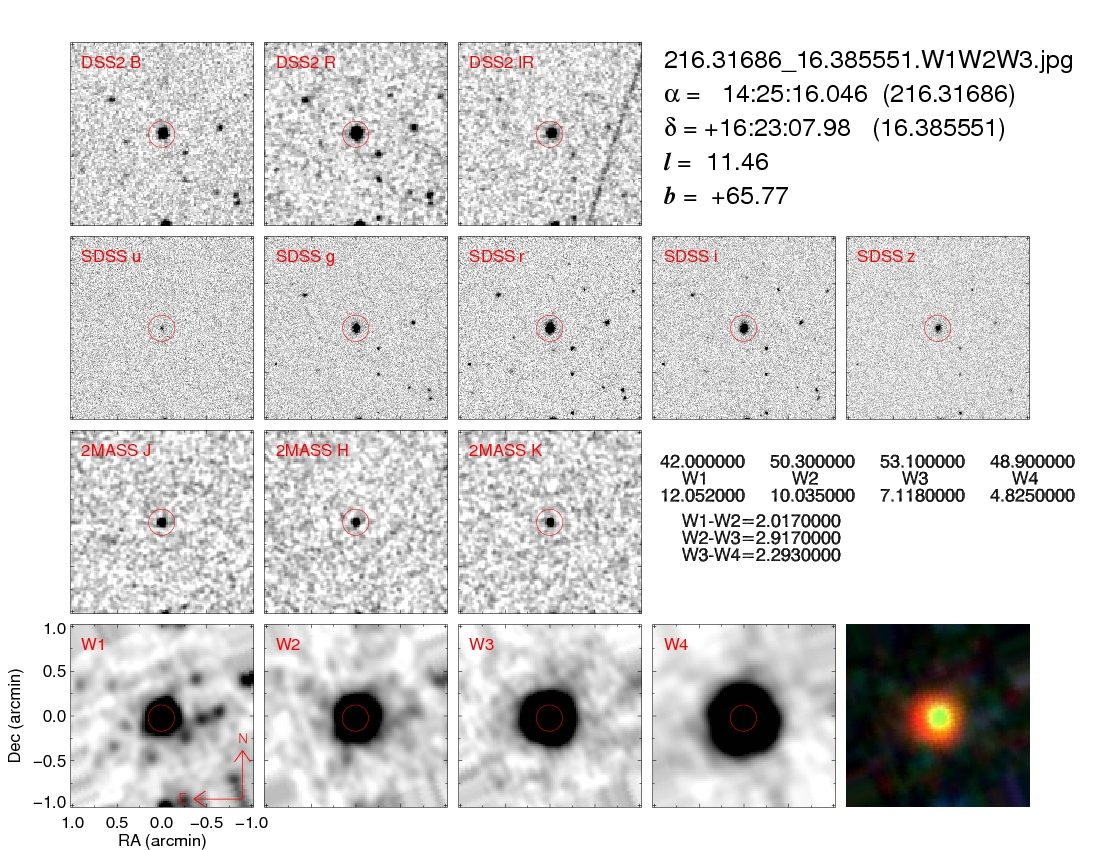 DSS2 B
DSS2 R
DSS2 IR
216.31686_16.385551.W1W2W3.jpg
α = 14:25:16.046 (216.31686)
δ = +16:23:07.98 (16.385551)
l = 11.46
b = +65.77
SDSS u
SDSS g
SDSS r
SDSS i
SDSS z
2MASS J
2MASS H
2MASS K
42.000000 50.300000 53.100000 48.900000
W1 W2 W3 W4
12.052000 10.035000 7.1180000 4.8250000
W1-W2=2.0170000
W2-W3=2.9170000
W3-W4=2.2930000
W1
W2
W3
W4
N
E
Dec (arcmin)
1.0
0.5
0.0
−0.5
−1.0
1.0 0.5 0.0 −0.5 −1.0
RA (arcmin)